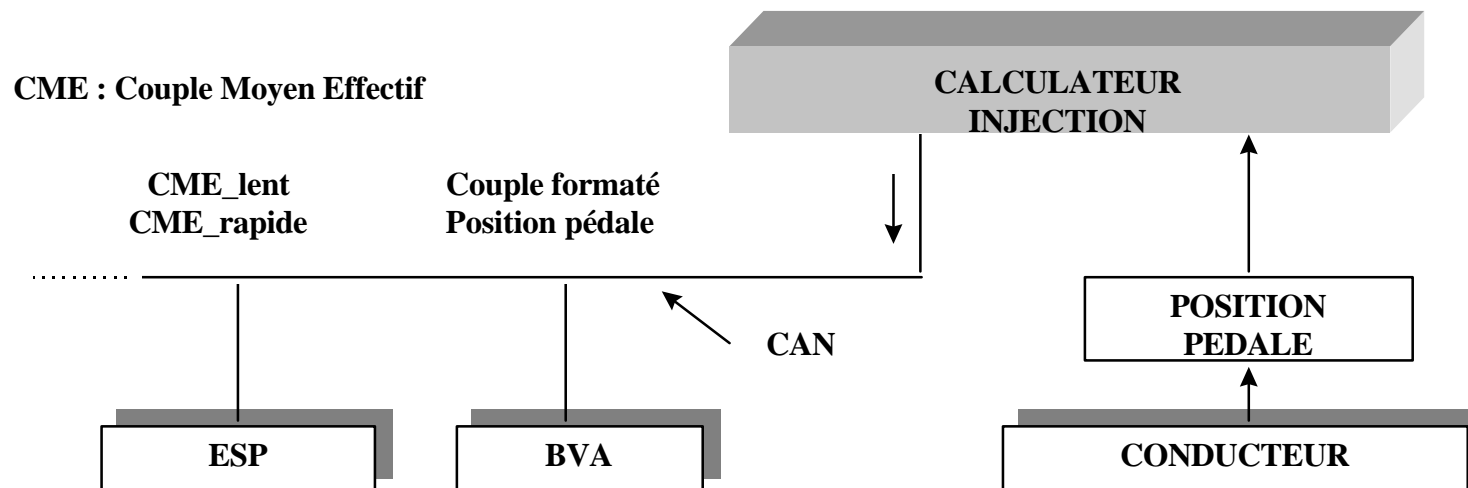 CALCULATEUR
INJECTION
CME : Couple Moyen Effectif
CME_lent
CME_rapide
Couple formaté
Position pédale
POSITION
PEDALE
CAN
ESP
BVA
CONDUCTEUR